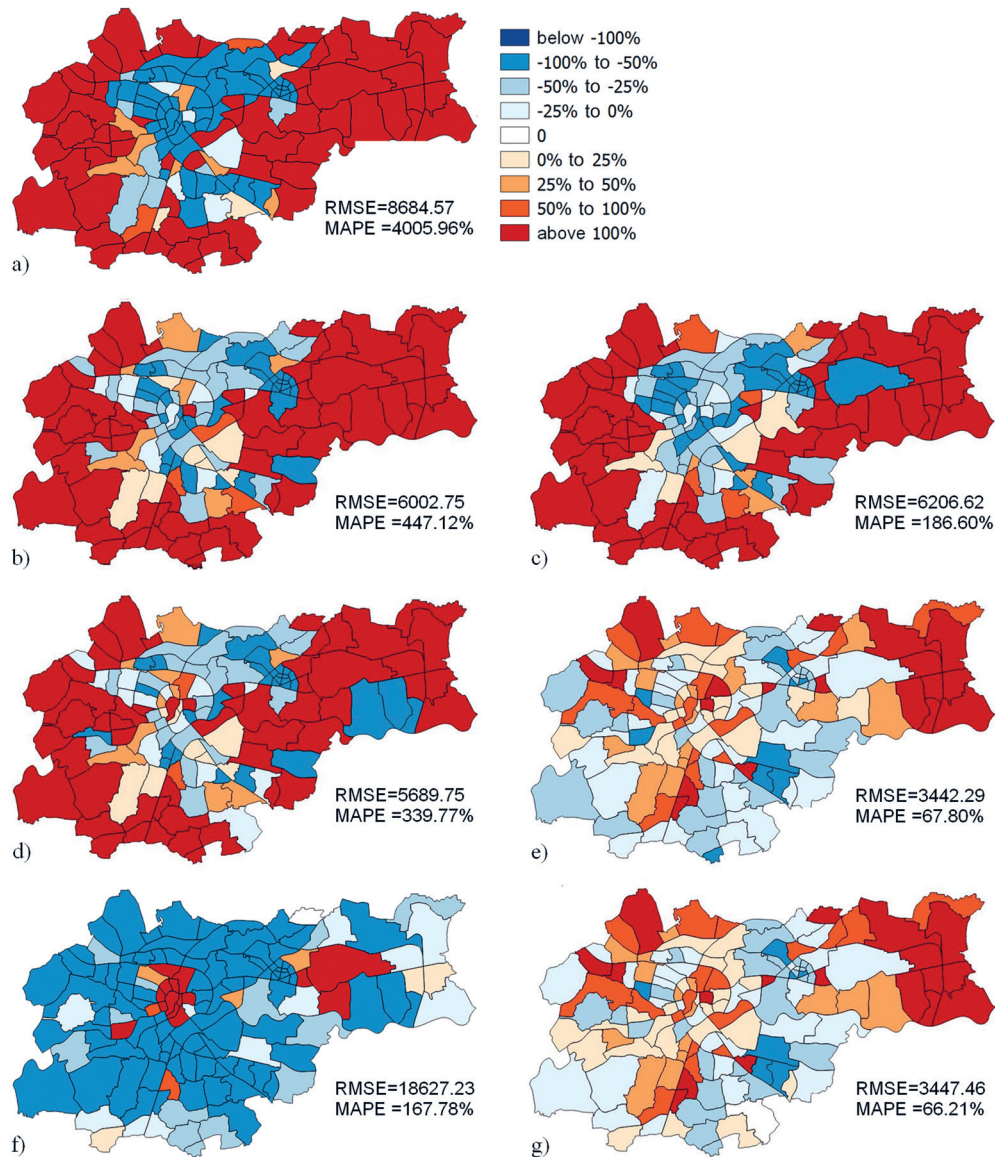 below -100%
-100% to -50%
-50% to -25%
-25% to 0%
0
0% to 25%
25% to 50%
50% to 100%
above 100%
RMSE=8684.57
MAPE =4005.96%
a)
RMSE=6002.75
MAPE =447.12%
b)
RMSE=6206.62
MAPE =186.60%
c)
RMSE=5689.75
MAPE =339.77%
d)
RMSE=3442.29
MAPE =67.80%
e)
RMSE=18627.23
MAPE =167.78%
f)
RMSE=3447.46
MAPE =66.21%
g)